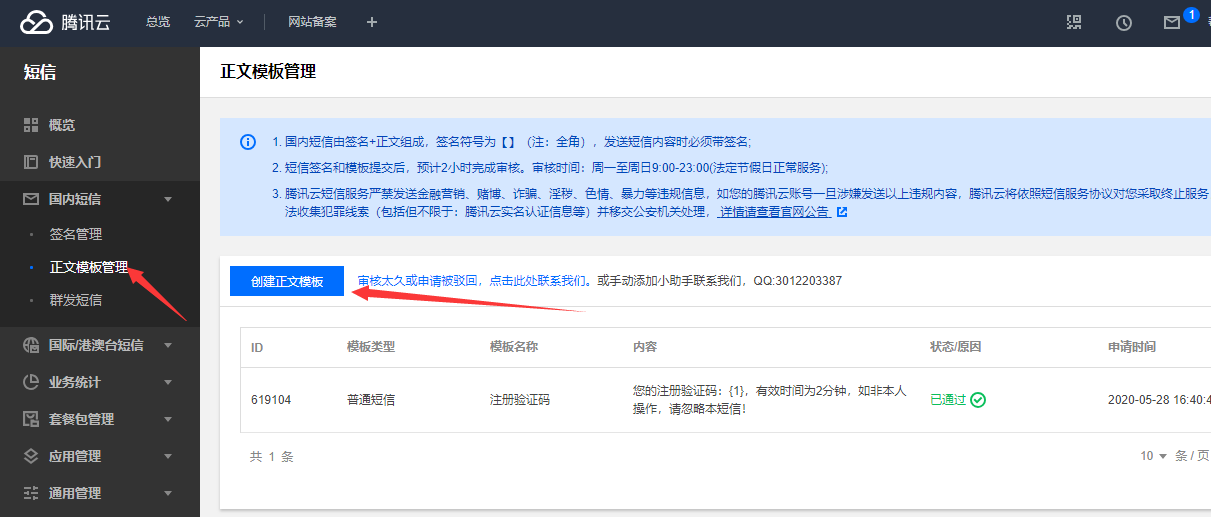 腾讯云 总览 云产品 网站备案 + 1
短信
正文模板管理
概览
快速入门
国内短信
签名管理
正文模板管理
群发短信
国际/港澳台短信
业务统计
套餐包管理
应用管理
通用管理
1. 国内短信由签名+正文组成，签名符号为【】（注：全角），发送短信内容时必须带签名;
2. 短信签名和模板提交后，预计2小时完成审核。审核时间：周一至周日9:00-23:00(法定节假日正常服务);
3. 腾讯云短信服务严禁发送金融营销、赌博、诈骗、淫秽、色情、暴力等违规信息，如您的腾讯云账号一旦涉嫌发送以上违规内容，腾讯云将依照短信服务协议对您采取终止服务
法收集犯罪线索（包括但不限于：腾讯云实名认证信息等）并移交公安机关处理， 详情请查看官网公告
创建正文模板 审核太久或申请被驳回，点击此处联系我们。或手动添加小助手联系我们，QQ:3012203387
ID 模板类型 模板名称 内容 状态/原因 申请时间
619104 普通短信 注册验证码 您的注册验证码：{1}，有效时间为2分钟，如非本人 已通过 2020-05-28 16:40:4
操作，请忽略本短信！
共 1 条 10 条 / 页